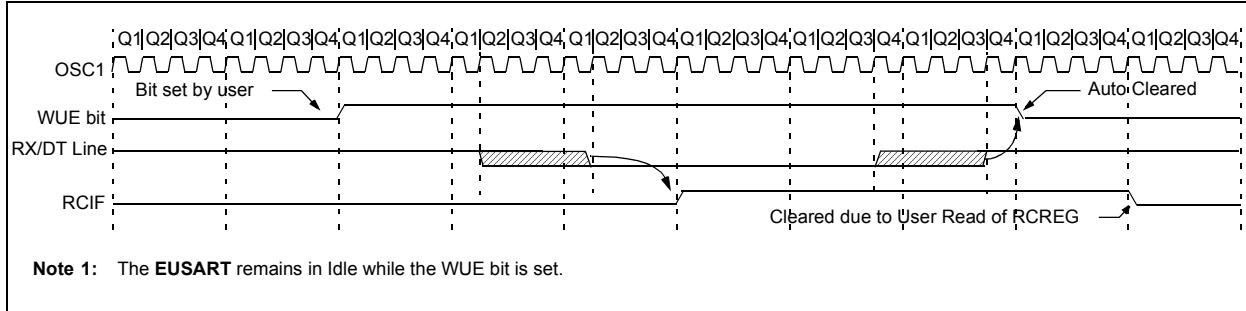 Q1 Q2 Q3 Q4 Q1 Q2 Q3 Q4 Q1 Q2 Q3 Q4 Q1 Q2 Q3 Q4 Q1 Q2 Q3 Q4 Q1 Q2 Q3 Q4 Q1 Q2 Q3 Q4 Q1 Q2 Q3 Q4 Q1 Q2 Q3 Q4 Q1 Q2 Q3 Q4
OSC1
Bit set by user
Auto Cleared
WUE bit
RX/DT Line
RCIF
Cleared due to User Read of RCREG
Note 1: The EUSART remains in Idle while the WUE bit is set.